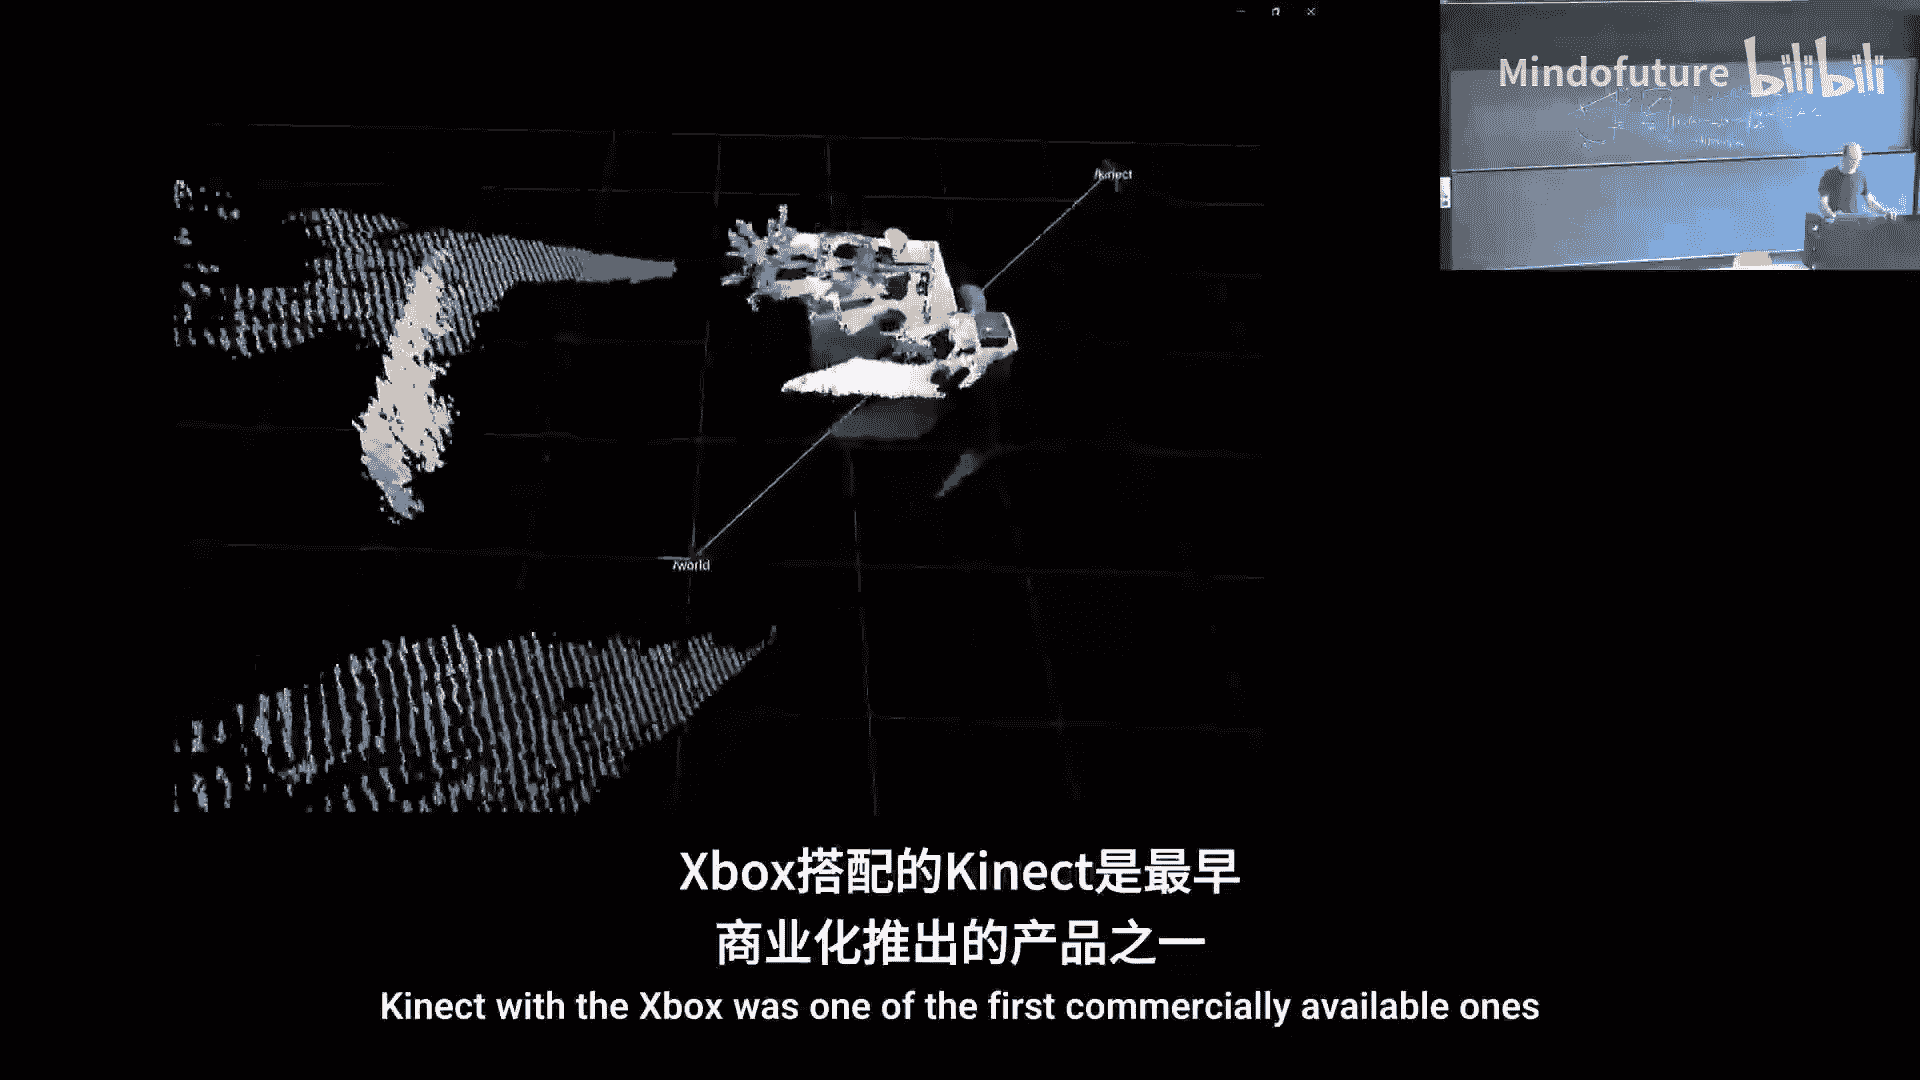 Mindofuture bilibili
/kinect
/world
Xbox搭配的Kinect是最早
商业化推出的产品之一
Kinect with the Xbox was one of the first commercially available ones